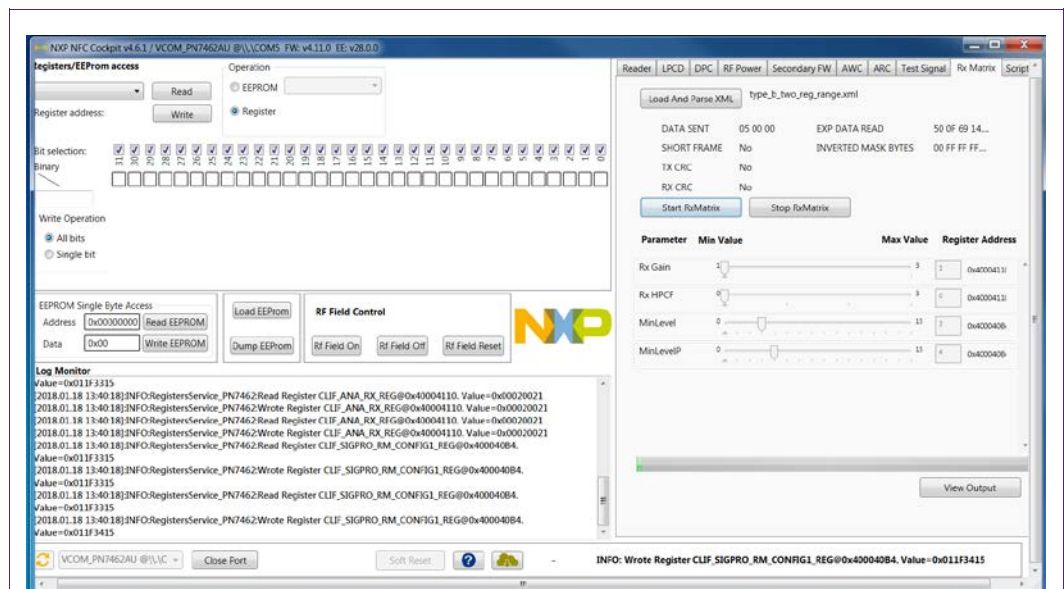 NXP NFC Cockpit v4.6.1 / VCOM_PN7462AU @\\.\COM5 FW: v4.11.0 EE: v28.0.0
Registers/EEProm access
Operation
Read
EEPROM
Register address:
Write
Register
Bit selection:
31 30 29 28 27 26 25 24 23 22 21 20 19 18 17 16 15 14 13 12 11 10 9 8 7 6 5 4 3 2 1 0
Binary
Write Operation
All bits
Single bit
EEPROM Single Byte Access
Address 0x00000000 Read EEPROM
Data 0x00 Write EEPROM
Load EEProm
Dump EEProm
RF Field Control
Rf Field On Rf Field Off Rf Field Reset
NXP
Log Monitor
Value=0x011F3315
[2018.01.18 13:40:18]:INFO:RegistersService_PN7462:Read Register CLIF_ANA_RX_REG@0x40004110. Value=0x00020021
[2018.01.18 13:40:18]:INFO:RegistersService_PN7462:Wrote Register CLIF_ANA_RX_REG@0x40004110. Value=0x00020021
[2018.01.18 13:40:18]:INFO:RegistersService_PN7462:Wrote Register CLIF_ANA_RX_REG@0x40004110. Value=0x00020021
[2018.01.18 13:40:18]:INFO:RegistersService_PN7462:Read Register CLIF_SIGPRO_RM_CONFIG1_REG@0x400040B4.
Value=0x011F3315
[2018.01.18 13:40:18]:INFO:RegistersService_PN7462:Wrote Register CLIF_SIGPRO_RM_CONFIG1_REG@0x400040B4.
Value=0x011F3315
[2018.01.18 13:40:18]:INFO:RegistersService_PN7462:Read Register CLIF_SIGPRO_RM_CONFIG1_REG@0x400040B4.
Value=0x011F3315
[2018.01.18 13:40:18]:INFO:RegistersService_PN7462:Wrote Register CLIF_SIGPRO_RM_CONFIG1_REG@0x400040B4.
Value=0x011F3415
Reader LPCD DPC RF Power Secondary FW AWC ARC Test Signal Rx Matrix Script
Load And Parse XML type_b_two_reg_range.xml
DATA SENT 05 00 00 EXP DATA READ 50 0F 69 14...
SHORT FRAME No INVERTED MASK BYTES 00 FF FF FF...
TX CRC No
RX CRC No
Start RxMatrix Stop RxMatrix
Parameter Min Value Max Value Register Address
Rx Gain 1 3 0x4000411
Rx HPCF 0 3 0x4000411
MinLevel 0 15 0x400040B
MinLevelP 0 15 0x400040B
View Output
VCOM_PN7462AU @\\.\C Close Port Soft Reset - INFO: Wrote Register CLIF_SIGPRO_RM_CONFIG1_REG@0x400040B4. Value=0x011F3415